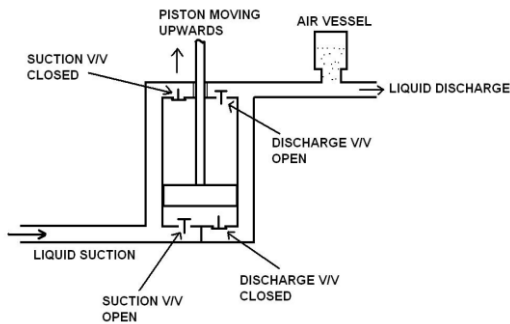 PISTON MOVING
UPWARDS
AIR VESSEL
SUCTION V/V
CLOSED
LIQUID DISCHARGE
DISCHARGE V/V
OPEN
LIQUID SUCTION
DISCHARGE V/V
CLOSED
SUCTION V/V
OPEN